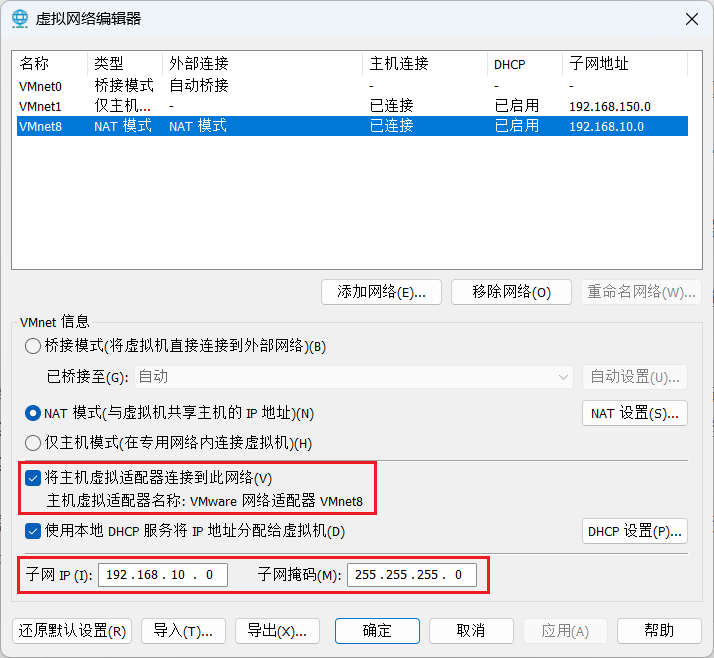 虚拟网络编辑器
名称 类型 外部连接 主机连接 DHCP 子网地址
VMnet0 桥接模式 自动桥接 - - -
VMnet1 仅主机... - 已连接 已启用 192.168.150.0
VMnet8 NAT 模式 NAT 模式 已连接 已启用 192.168.10.0
添加网络(E)... 移除网络(O) 重命名网络(W)...
VMnet 信息
桥接模式(将虚拟机直接连接到外部网络)(B)
已桥接至(G): 自动 自动设置(U)...
NAT 模式(与虚拟机共享主机的 IP 地址)(N) NAT 设置(S)...
仅主机模式(在专用网络内连接虚拟机)(H)
将主机虚拟适配器连接到此网络(V)
主机虚拟适配器名称: VMware 网络适配器 VMnet8
使用本地 DHCP 服务将 IP 地址分配给虚拟机(D) DHCP 设置(P)...
子网 IP (I): 192.168. 10 . 0 子网掩码(M): 255.255.255. 0
还原默认设置(R) 导入(T)... 导出(X)... 确定 取消 应用(A) 帮助